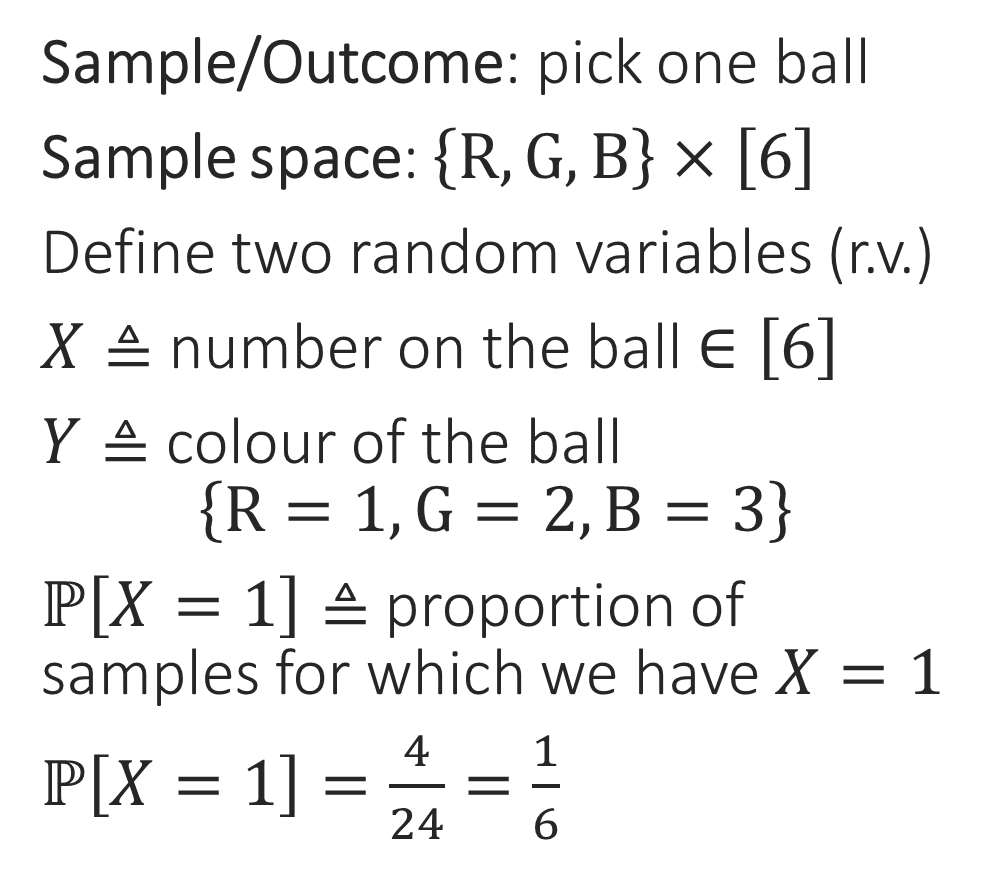 Sample/Outcome: pick one ball
Sample space: {R, G, B} × [6]
Define two random variables (r.v.)
X ≜ number on the ball ∈ [6]
Y ≜ colour of the ball
{R = 1, G = 2, B = 3}
ℙ[X = 1] ≜ proportion of
samples for which we have X = 1
ℙ[X = 1] = 4/24 = 1/6